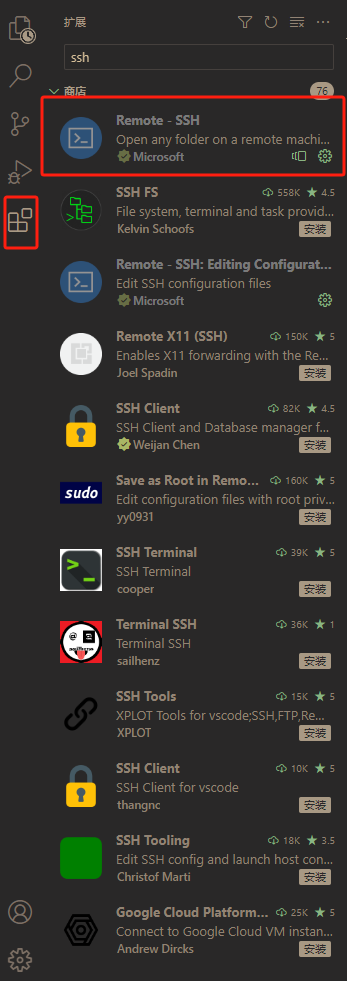 扩展
ssh
商店
76
Remote - SSH
Open any folder on a remote machi...
Microsoft
SSH FS
558K
4.5
File system, terminal and task provid...
Kelvin Schoofs
安装
Remote - SSH: Editing Configurat...
Edit SSH configuration files
Microsoft
Remote X11 (SSH)
150K
5
Enables X11 forwarding with the Re...
Joel Spadin
安装
SSH Client
82K
4.5
SSH Client and Database manager f...
Weijan Chen
安装
sudo
Save as Root in Remo...
160K
5
Edit configuration files with root priv...
yy0931
安装
SSH Terminal
39K
5
SSH Terminal
cooper
安装
Terminal SSH
36K
1
Terminal SSH
sailhenz
安装
SSH Tools
15K
5
XPLOT Tools for vscode;SSH,FTP,Re...
XPLOT
安装
SSH Client
10K
5
SSH Client for vscode
thangnc
安装
SSH Tooling
18K
3.5
Edit SSH config and launch host con...
Christof Marti
安装
Google Cloud Platform...
25K
5
Connect to Google Cloud VM instan...
Andrew Dircks
安装